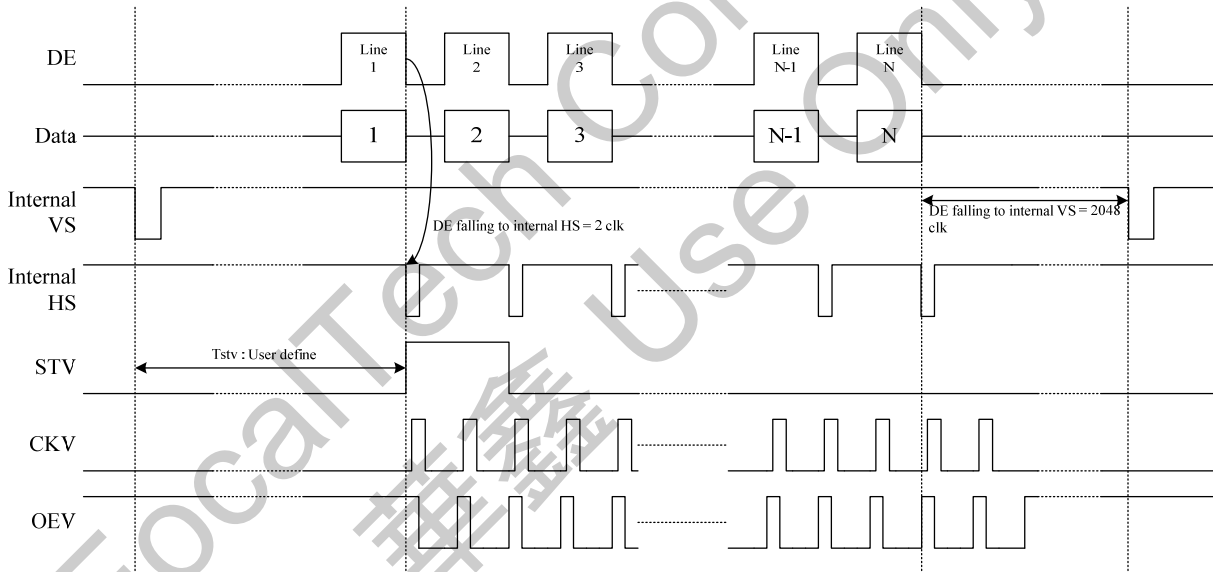 DE
Line
1
Line
2
Line
3
Line
N-1
Line
N
Data
1
2
3
N-1
N
Internal
VS
DE falling to internal HS = 2 clk
DE falling to internal VS = 2048
clk
Internal
HS
STV
Tstv : User define
CKV
OEV
FocalTech Con
華鑫 Use Only